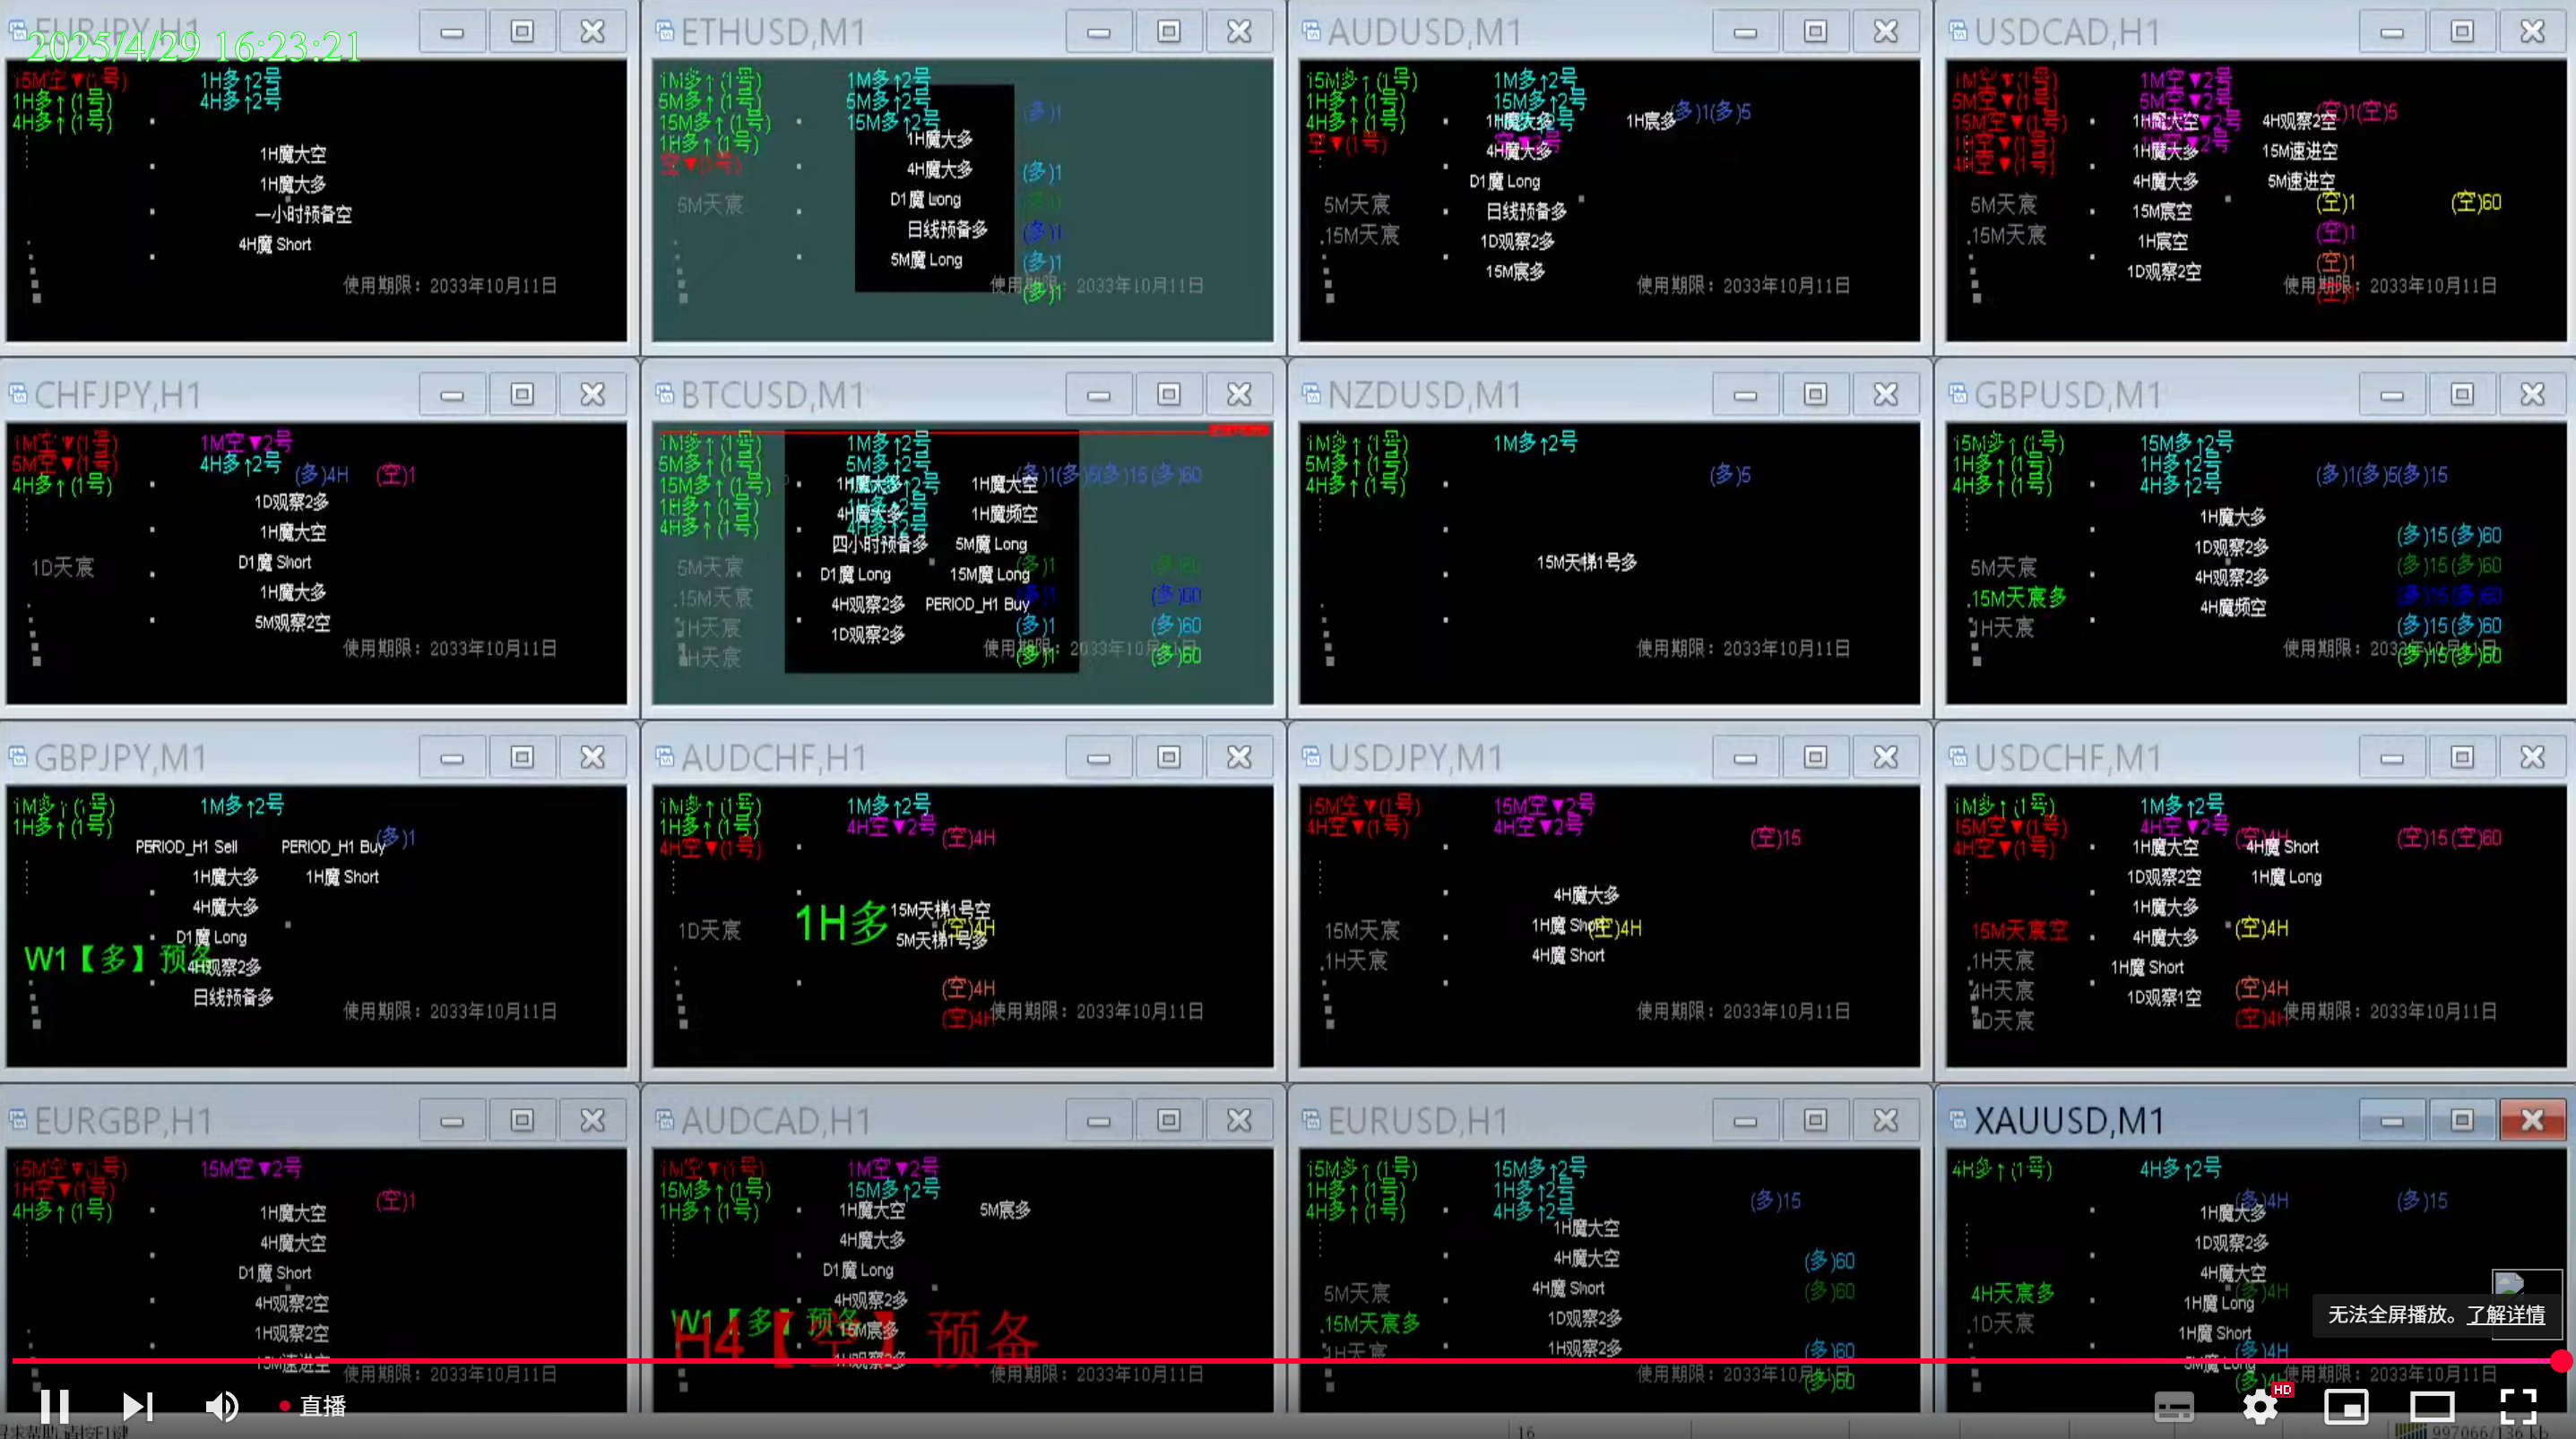 EURJPY,H1
2025/4/29 16:23:21
15M空▼(1号) 1H多↑2号
1H多↑(1号) 4H多↑2号
4H多↑(1号)
1H魔大空
1H魔大多
一小时预备空
4H魔 Short
使用期限：2033年10月11日
ETHUSD,M1
1M多↑(1号) 1M多↑2号
5M多↑(1号) 5M多↑2号
(多)1
15M多↑(1号) 15M多↑2号
1H多↑(1号) 1H魔大多
空▼(1号) 4H魔大多 (多)1
5M天宸 D1魔 Long
日线预备多 (多)1
5M魔 Long (多)1
使用期限：2033年10月11日
(多)1
AUDUSD,M1
15M多↑(1号) 1M多↑2号
1H多↑(1号) 15M多↑2号
(多)1(多)5
4H多↑(1号) 1H魔大多 1H宸多
空▼(1号) 4H魔大多
D1魔 Long
5M天宸 日线预备多
.15M天宸 1D观察2多
15M宸多
使用期限：2033年10月11日
USDCAD,H1
1M空▼(1号) 1M空▼2号
5M空▼(1号) 5M空▼2号
(空)1(空)5
15M空▼(1号) 1H魔大空 4H观察2空
1H空▼(1号) 1H魔大多 15M速进空
4H空▼(1号) 4H魔大多 5M速进空
5M天宸 15M宸空 (空)1 (空)60
.15M天宸 1H宸空 (空)1
1D观察2空 (空)1
使用期限：2033年10月11日
CHFJPY,H1
1M空▼(1号) 1M空▼2号
5M空▼(1号) 4H多↑2号
(多)4H (空)1
4H多↑(1号)
1D观察2多
1H魔大空
1D天宸 D1魔 Short
1H魔大多
5M观察2空
使用期限：2033年10月11日
BTCUSD,M1
1M多↑(1号) 1M多↑2号
5M多↑(1号) 5M多↑2号
(多)1(多)5(多)15(多)60
15M多↑(1号) 1H魔大多 1H魔大空
1H多↑(1号)
4H多↑(1号) 4H魔大多 1H魔频空
四小时预备多 5M魔 Long
5M天宸 (多)1 (多)60
D1魔 Long 15M魔 Long
.15M天宸 4H观察2多 PERIOD_H1 Buy (多)60
1H天宸 1D观察2多 (多)1 (多)60
使用期限：2033年10月11日
(多)1 (多)60
NZDUSD,M1
1M多↑(1号) 1M多↑2号
5M多↑(1号)
(多)5
4H多↑(1号)
15M天梯1号多
使用期限：2033年10月11日
GBPUSD,M1
15M多↑(1号) 15M多↑2号
1H多↑(1号) 1H多↑2号
(多)1(多)5(多)15
4H多↑(1号) 4H多↑2号
1H魔大多
(多)15(多)60
1D观察2多
5M天宸 4H观察2多 (多)15(多)60
.15M天宸多 4H魔频空 (多)15(多)60
1H天宸 (多)15(多)60
使用期限：2033年10月11日
(多)15(多)60
GBPJPY,M1
1M多↑(1号) 1M多↑2号
1H多↑(1号)
(多)1
PERIOD_H1 Sell PERIOD_H1 Buy
1H魔大多 1H魔 Short
4H魔大多
D1魔 Long
W1【多】预备
4H观察2多
日线预备多
使用期限：2033年10月11日
AUDCHF,H1
1M多↑(1号) 1M多↑2号
1H多↑(1号) 4H空▼2号
(空)4H
4H空▼(1号)
1H多 15M天梯1号空
1D天宸 (空)4H
5M天梯1号多
(空)4H
使用期限：2033年10月11日
(空)4H
USDJPY,M1
15M空▼(1号) 15M空▼2号
4H空▼(1号) 4H空▼2号
(空)15
4H魔大多
15M天宸 1H魔 Short (空)4H
.1H天宸 4H魔 Short
使用期限：2033年10月11日
USDCHF,M1
1M多↑(1号) 1M多↑2号
15M空▼(1号) 4H空▼2号
(空)4H (空)15(空)60
4H空▼(1号) 1H魔大空 4H魔 Short
1D观察2空 1H魔 Long
1H魔大多
15M天宸空 4H魔大多 (空)4H
.1H天宸 1H魔 Short
4H天宸 1D观察1空 (空)4H
使用期限：2033年10月11日
1D天宸 (空)4H
EURGBP,H1
15M空▼(1号) 15M空▼2号
1H空▼(1号)
(空)1
4H多↑(1号) 1H魔大空
4H魔大空
D1魔 Short
4H观察2空
1H观察2空
15M速进空
使用期限：2033年10月11日
AUDCAD,H1
1M空▼(1号) 1M空▼2号
15M多↑(1号) 15M多↑2号
1H多↑(1号) 1H魔大空 5M宸多
4H魔大多
D1魔 Long
4H观察2多
W1【多】预备
15M宸多
H4【空】预备
1H观察2多
使用期限：2033年10月11日
EURUSD,H1
15M多↑(1号) 15M多↑2号
1H多↑(1号) 1H多↑2号
(多)15
4H多↑(1号) 4H多↑2号
1H魔大空
4H魔大空 (多)60
5M天宸 4H魔 Short (多)60
.15M天宸多 1D观察2多
1H天宸 1H观察2多 (多)60
使用期限：2033年10月11日
(多)60
XAUUSD,M1
4H多↑(1号) 4H多↑2号
(多)4H (多)15
1H魔大多
1D观察2多
4H魔大空
4H天宸多 1H魔 Long (多)4H
.1D天宸 1H魔 Short
(多)4H
5M魔 Long
使用期限：2033年10月11日
无法全屏播放。了解详情
直播
HD
寻求帮助,请按F1键
16
997066/136 kb